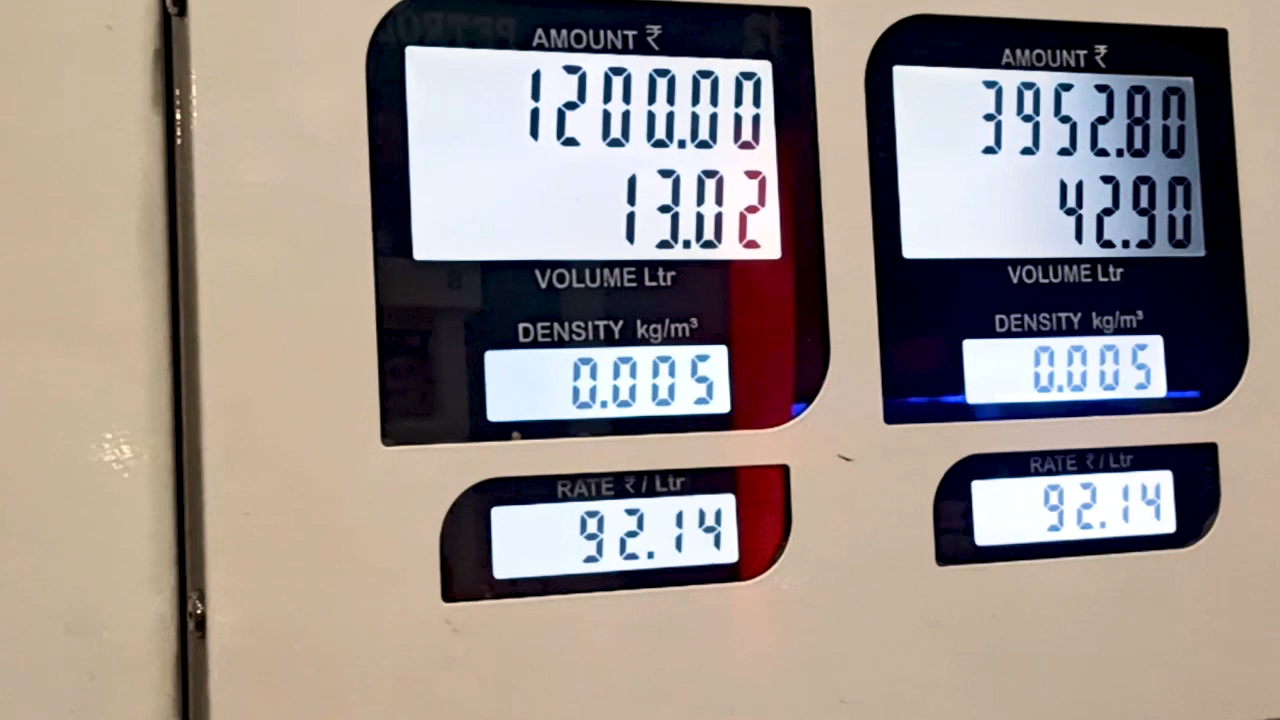 AMOUNT ₹
1200.00
13.02
VOLUME Ltr
DENSITY kg/m³
0.005
RATE ₹/Ltr
92.14
AMOUNT ₹
3952.80
42.90
VOLUME Ltr
DENSITY kg/m³
0.005
RATE ₹/Ltr
92.14